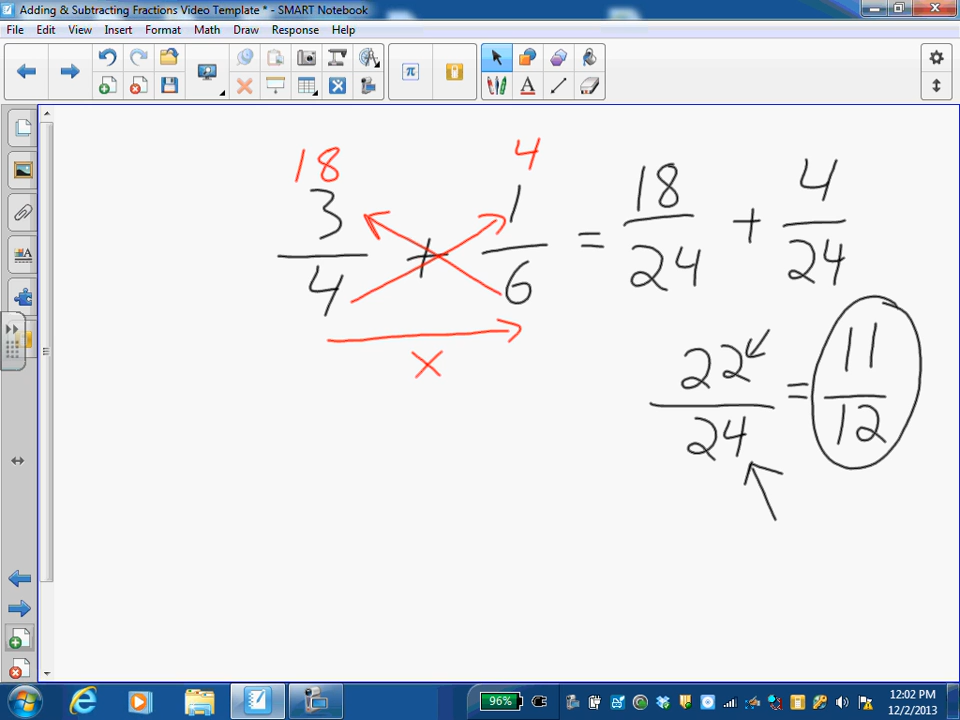 Adding & Subtracting Fractions Video Template * - SMART Notebook
File Edit View Insert Format Math Draw Response Help
π
A
18 4
3/4 + 1/6 = 18/24 + 4/24
x
22/24 = 11/12
96%
12:02 PM
12/2/2013